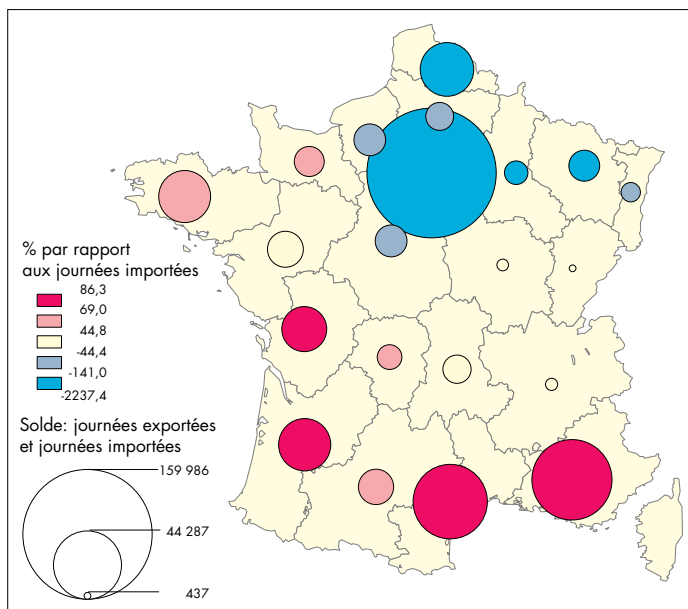 % par rapport
aux journées importées
86,3
69,0
44,8
-44,4
-141,0
-2237,4
Solde: journées exportées
et journées importées
159 986
44 287
437